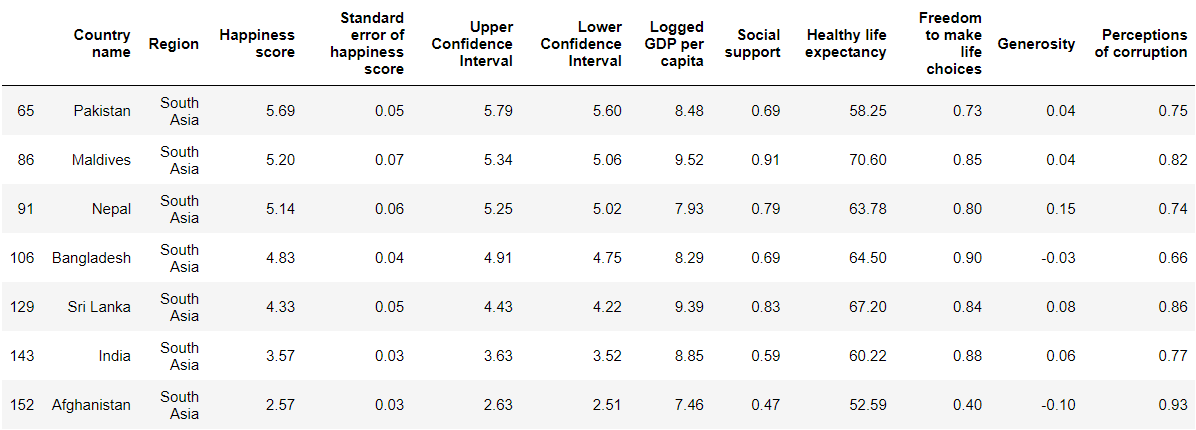 Country name Region Happiness score Standard error of happiness score Upper Confidence Interval Lower Confidence Interval Logged GDP per capita Social support Healthy life expectancy Freedom to make life choices Generosity Perceptions of corruption
65 Pakistan South Asia 5.69 0.05 5.79 5.60 8.48 0.69 58.25 0.73 0.04 0.75
86 Maldives South Asia 5.20 0.07 5.34 5.06 9.52 0.91 70.60 0.85 0.04 0.82
91 Nepal South Asia 5.14 0.06 5.25 5.02 7.93 0.79 63.78 0.80 0.15 0.74
106 Bangladesh South Asia 4.83 0.04 4.91 4.75 8.29 0.69 64.50 0.90 -0.03 0.66
129 Sri Lanka South Asia 4.33 0.05 4.43 4.22 9.39 0.83 67.20 0.84 0.08 0.86
143 India South Asia 3.57 0.03 3.63 3.52 8.85 0.59 60.22 0.88 0.06 0.77
152 Afghanistan South Asia 2.57 0.03 2.63 2.51 7.46 0.47 52.59 0.40 -0.10 0.93